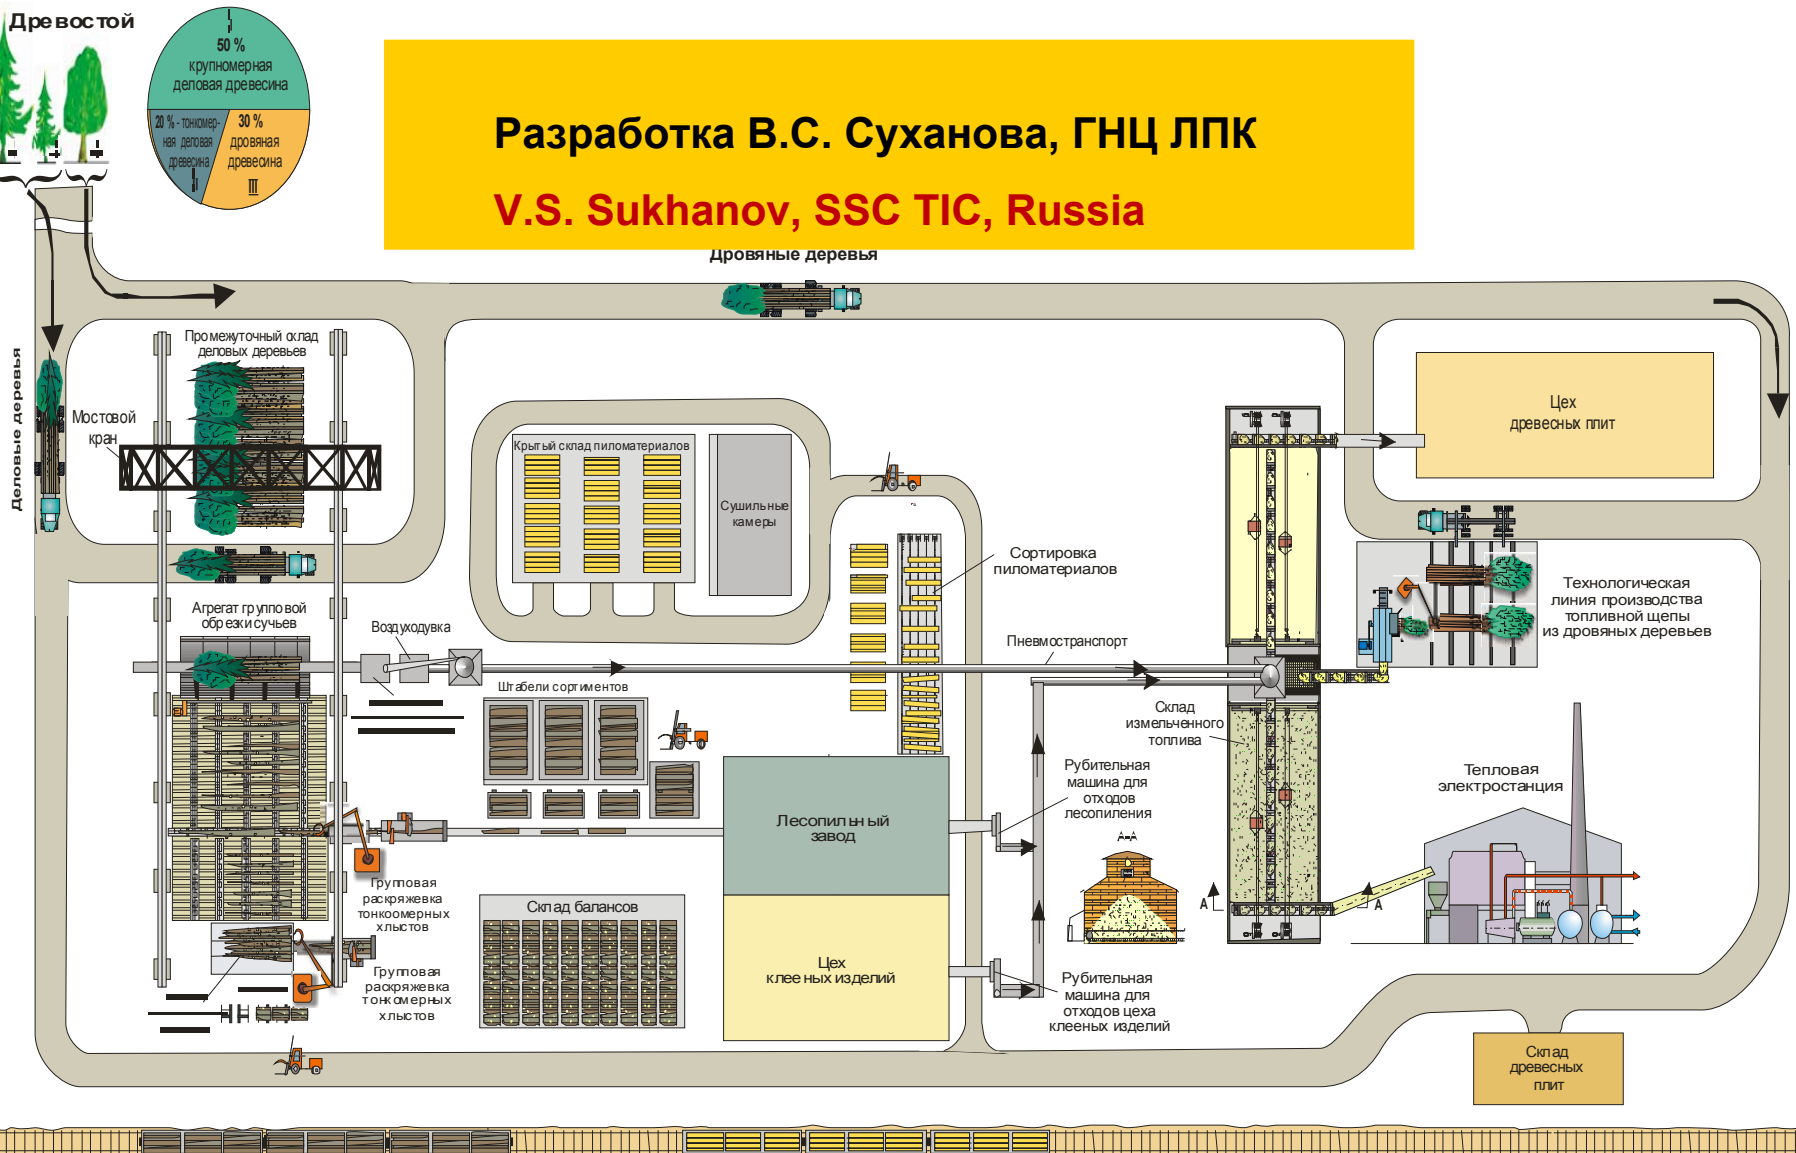 Древостой
50 %
крупномерная
деловая древесина
20 % - тонкомер-
ная деловая
древесина
30 %
дровяная
древесина
III
Разработка В.С. Суханова, ГНЦ ЛПК
V.S. Sukhanov, SSC TIC, Russia
Дровяные деревья
Деловые деревья
Промежуточный склад
деловых деревьев
Мостовой
кран
Крытый склад пиломатериалов
Сушильные
камеры
Цех
древесных плит
Сортировка
пиломатериалов
Технологическая
линия производства
топливной щепы
из дровяных деревьев
Агрегат групповой
обрезки сучьев
Воздуходувка
Пневмотранспорт
Штабели сортиментов
Склад
измельченного
топлива
Рубительная
машина для
отходов
лесопиления
Тепловая
электростанция
Лесопильный
завод
А-А
Групповая
раскряжевка
тонкоомерных
хлыстов
Склад балансов
А
А
Цех
клееных изделий
Групповая
раскряжевка
тонкомерных
хлыстов
Рубительная
машина для
отходов цеха
клееных изделий
Склад
древесных
плит